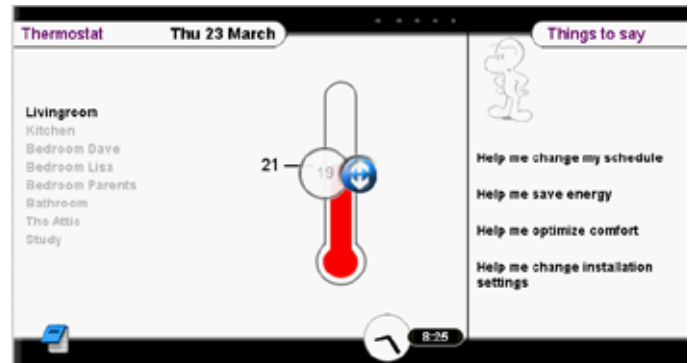 Thermostat
Thu 23 March
Things to say
Livingroom
Kitchen
Bedroom Dave
Bedroom Lisa
Bedroom Parents
Bathroom
The Attic
Study
21
19
Help me change my schedule
Help me save energy
Help me optimize comfort
Help me change installation
settings
8:25